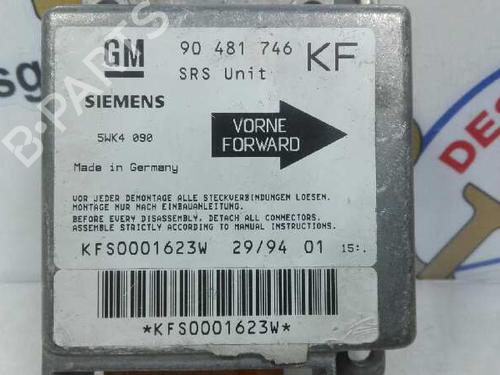 GM 90 481 746 KF
SRS Unit
SIEMENS
5WK4 090
VORNE
FORWARD
Made in Germany
VOR JEDER DEMONTAGE ALLE STECKVERBINDUNGEN LOESEN.
MONTAGE NUR NACH EINBAUANLEITUNG.
BEFORE EVERY DISASSEMBLY, DETACH ALL CONNECTORS.
ASSEMBLE STRICTLY ACCORDING TO MANUAL INSTRUCTIONS.
KFS0001623W 29/94 01 15:.
*KFS0001623W*
B-PARTS